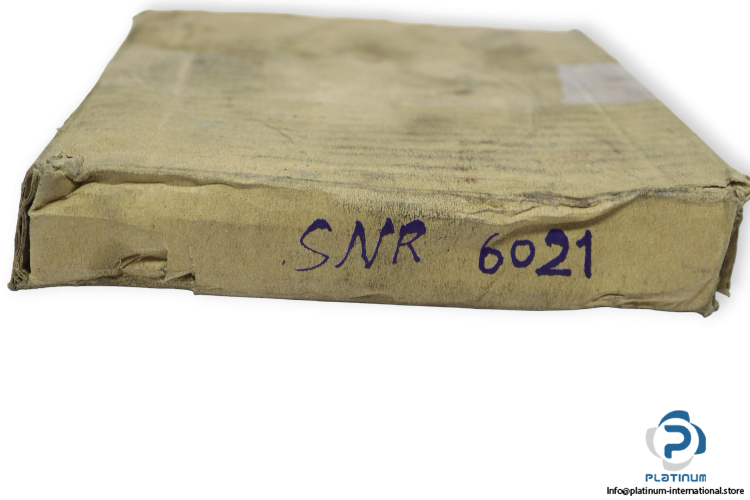 SNR 6021
PLATINUM
Info@platinum-international.store